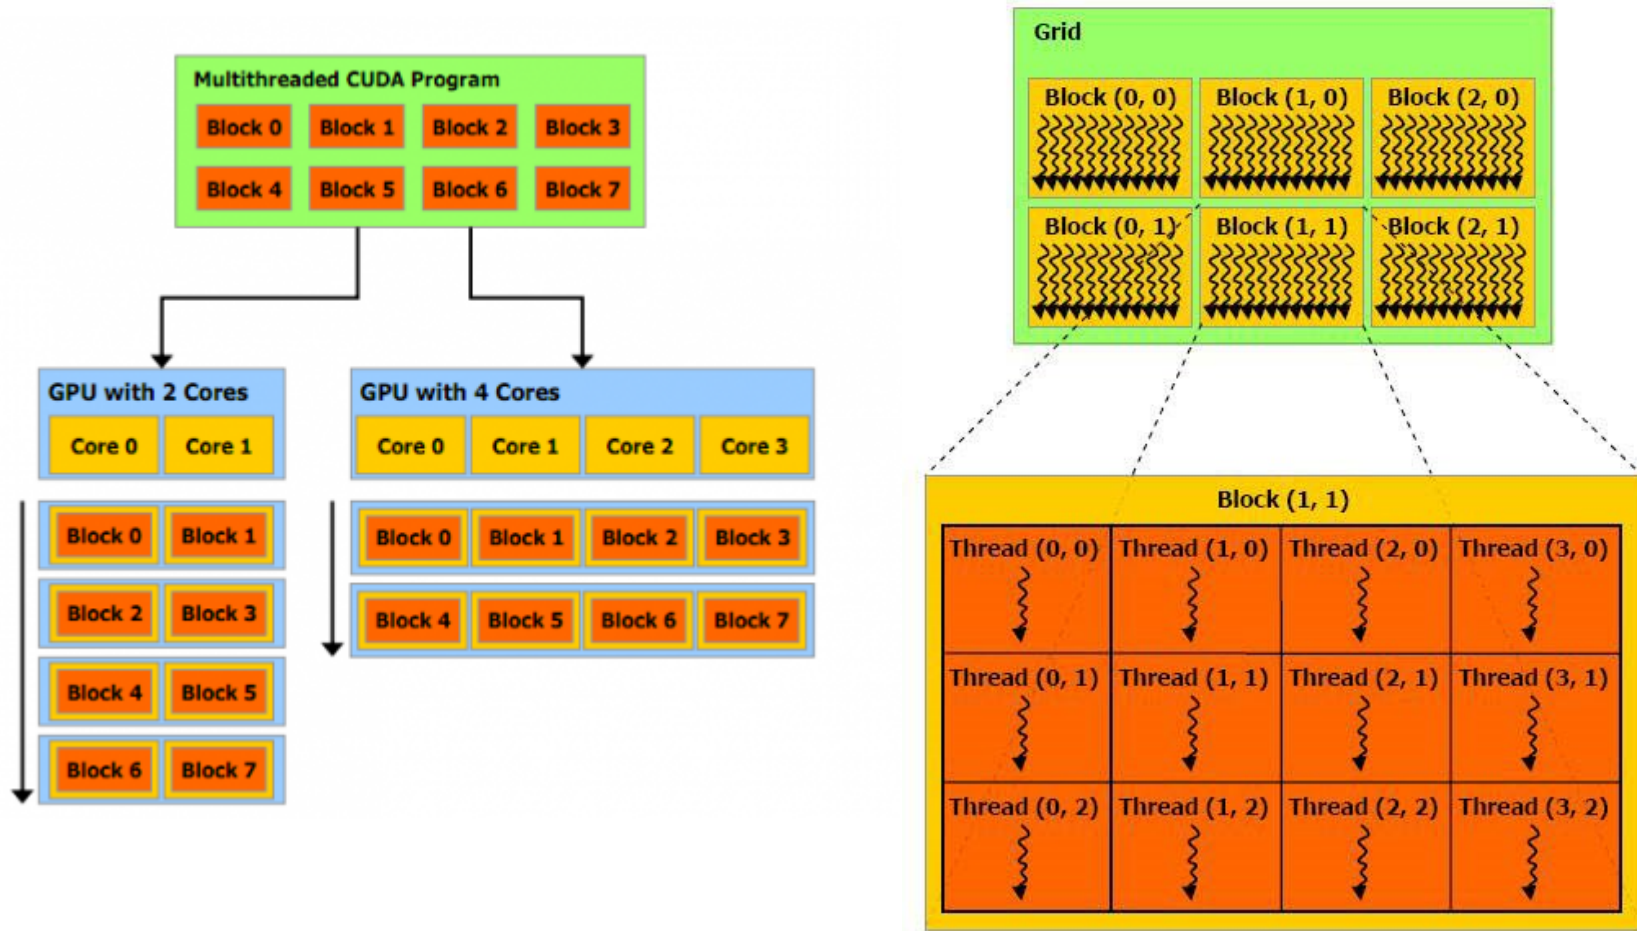 Multithreaded CUDA Program
Block 0 Block 1 Block 2 Block 3
Block 4 Block 5 Block 6 Block 7
GPU with 2 Cores
Core 0 Core 1
Block 0 Block 1
Block 2 Block 3
Block 4 Block 5
Block 6 Block 7
GPU with 4 Cores
Core 0 Core 1 Core 2 Core 3
Block 0 Block 1 Block 2 Block 3
Block 4 Block 5 Block 6 Block 7
Grid
Block (0, 0) Block (1, 0) Block (2, 0)
Block (0, 1) Block (1, 1) Block (2, 1)
Block (1, 1)
Thread (0, 0) Thread (1, 0) Thread (2, 0) Thread (3, 0)
Thread (0, 1) Thread (1, 1) Thread (2, 1) Thread (3, 1)
Thread (0, 2) Thread (1, 2) Thread (2, 2) Thread (3, 2)